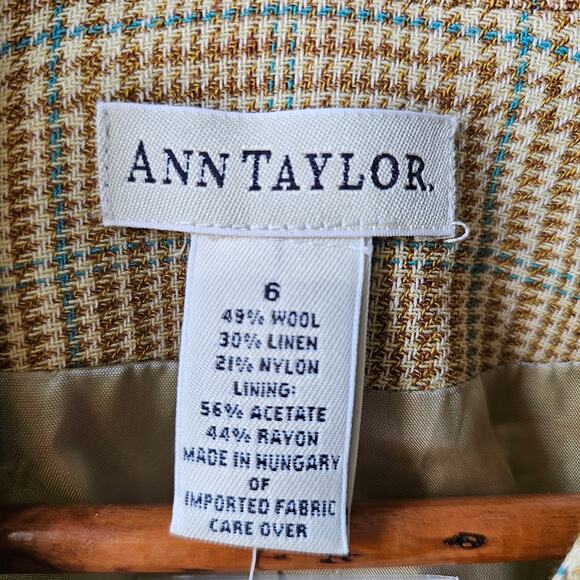 ANN TAYLOR.
6
49% WOOL
30% LINEN
21% NYLON
LINING:
56% ACETATE
44% RAYON
MADE IN HUNGARY
OF
IMPORTED FABRIC
CARE OVER